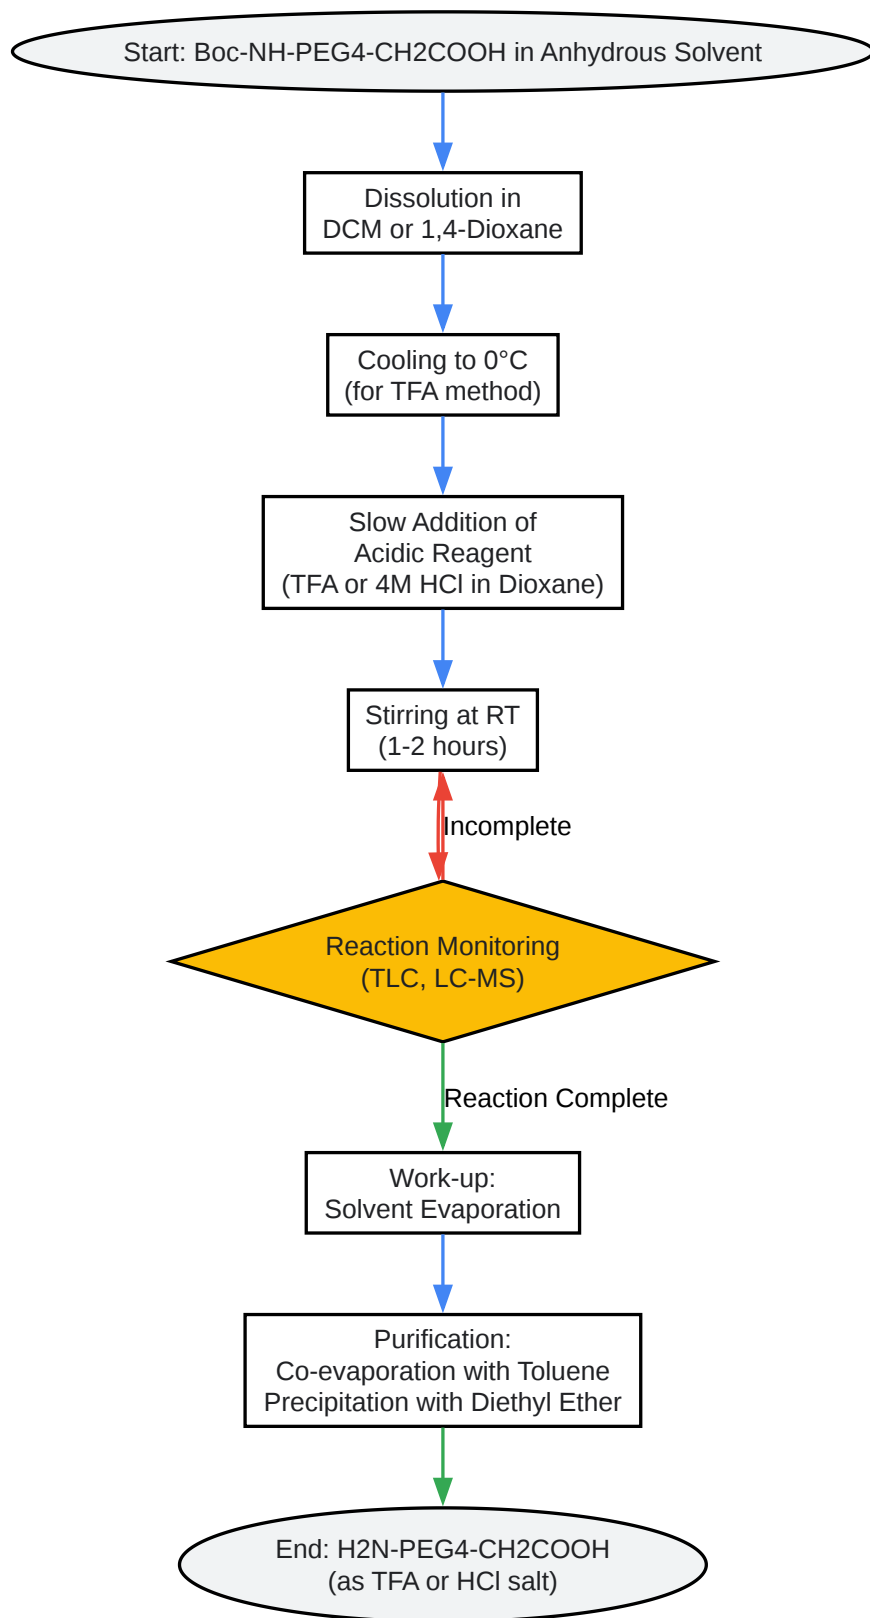 Start: Boc-NH-PEG4-CH2COOH in Anhydrous Solvent
Dissolution in
DCM or 1,4-Dioxane
Cooling to 0°C
(for TFA method)
Slow Addition of
Acidic Reagent
(TFA or 4M HCl in Dioxane)
Stirring at RT
(1-2 hours)
Incomplete
Reaction Monitoring
(TLC, LC-MS)
Reaction Complete
Work-up:
Solvent Evaporation
Purification:
Co-evaporation with Toluene
Precipitation with Diethyl Ether
End: H2N-PEG4-CH2COOH
(as TFA or HCl salt)